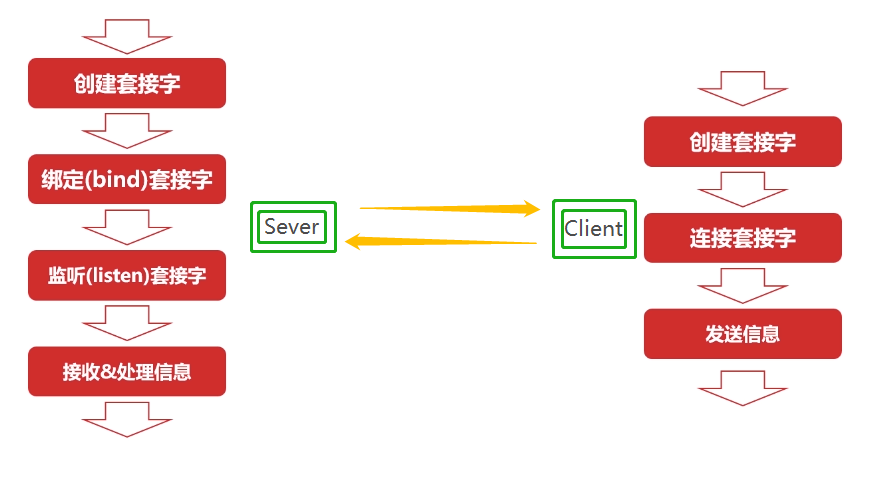 创建套接字
绑定(bind)套接字
监听(listen)套接字
接收&处理信息
Sever
Client
创建套接字
连接套接字
发送信息